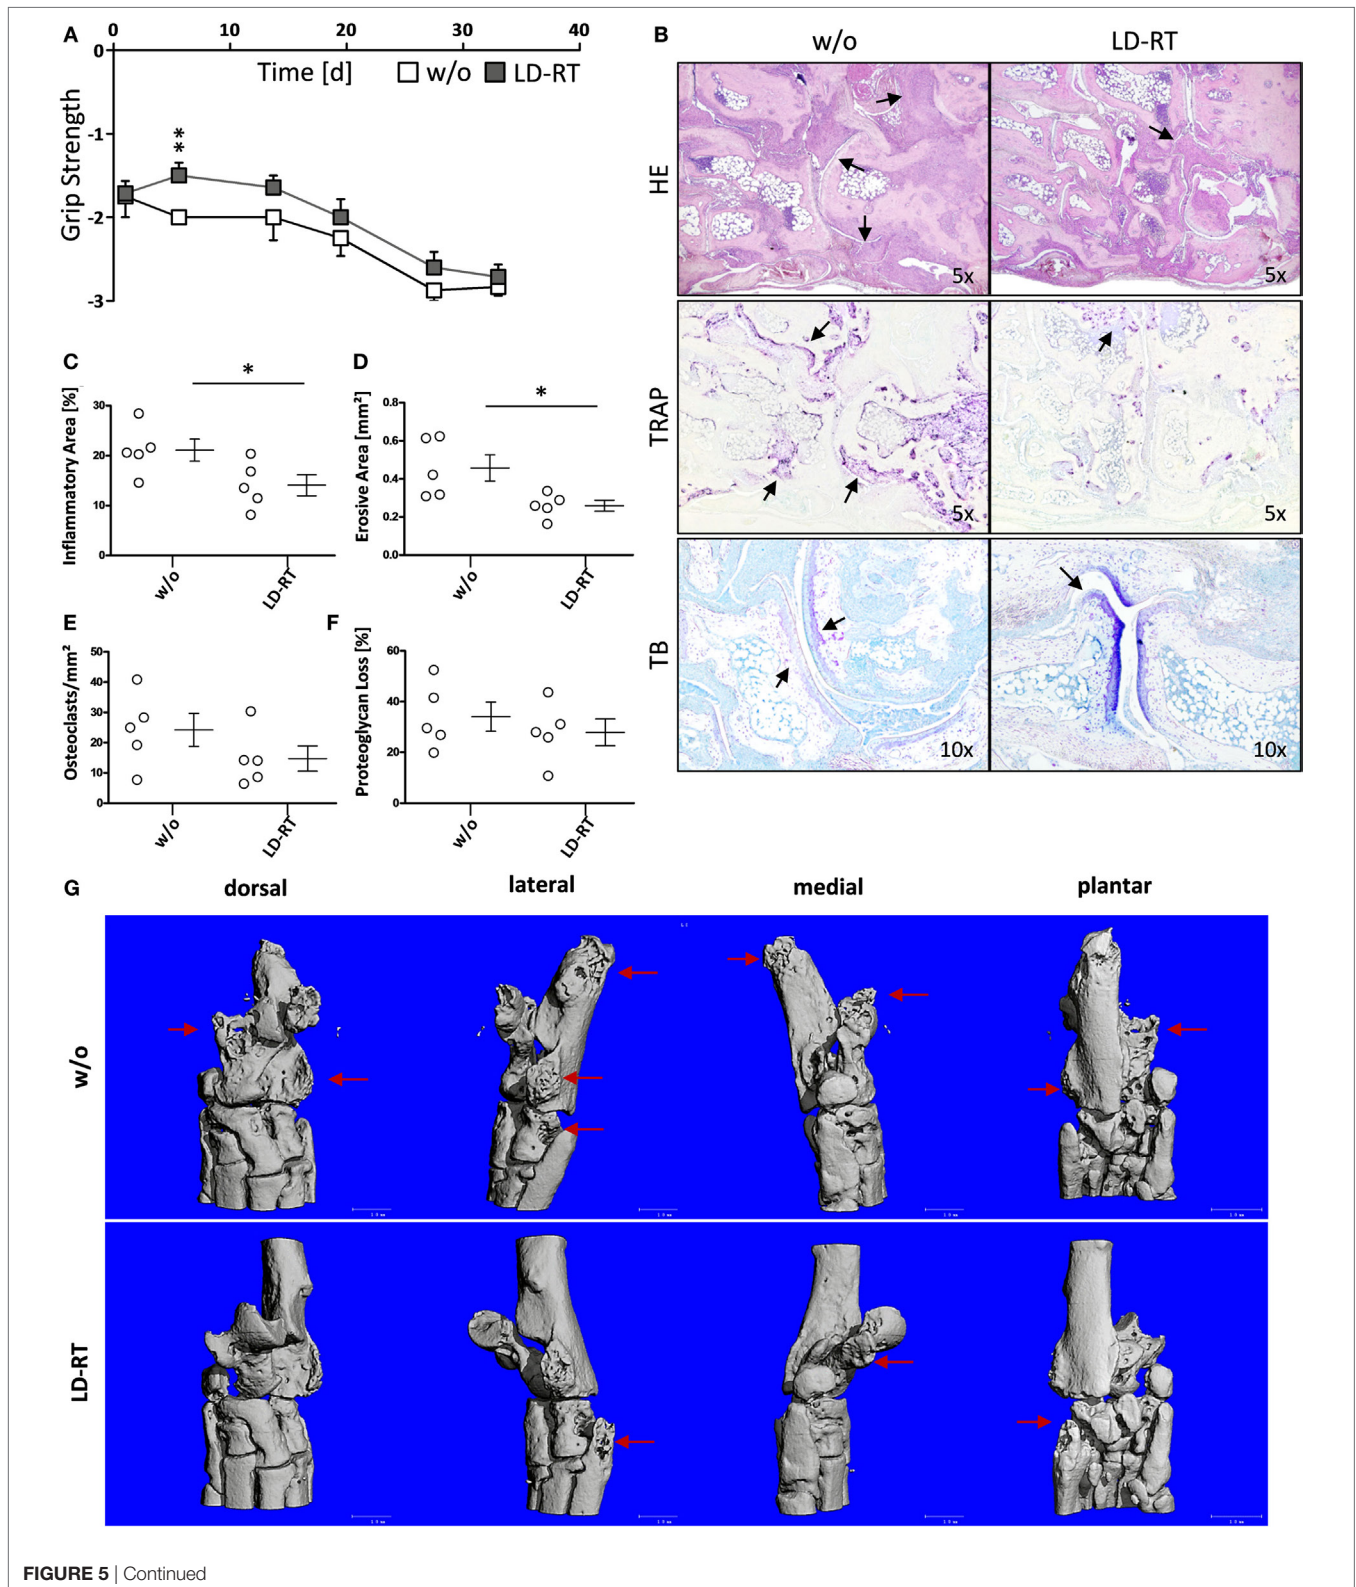 A
0 10 20 30 40
0
Time [d] w/o LD-RT
-1
**
-2
-3
Grip Strength
B
w/o LD-RT
HE
5x 5x
TRAP
5x 5x
TB
10x 10x
C
*
Inflammatory Area [%]
30
20
10
0
w/o LD-RT
D
*
Erosive Area [mm²]
0.8
0.6
0.4
0.2
0.0
w/o LD-RT
E
Osteoclasts/mm²
50
40
30
20
10
0
w/o LD-RT
F
Proteoglycan Loss [%]
60
40
20
0
w/o LD-RT
G
dorsal lateral medial plantar
w/o
LD-RT
FIGURE 5 | Continued